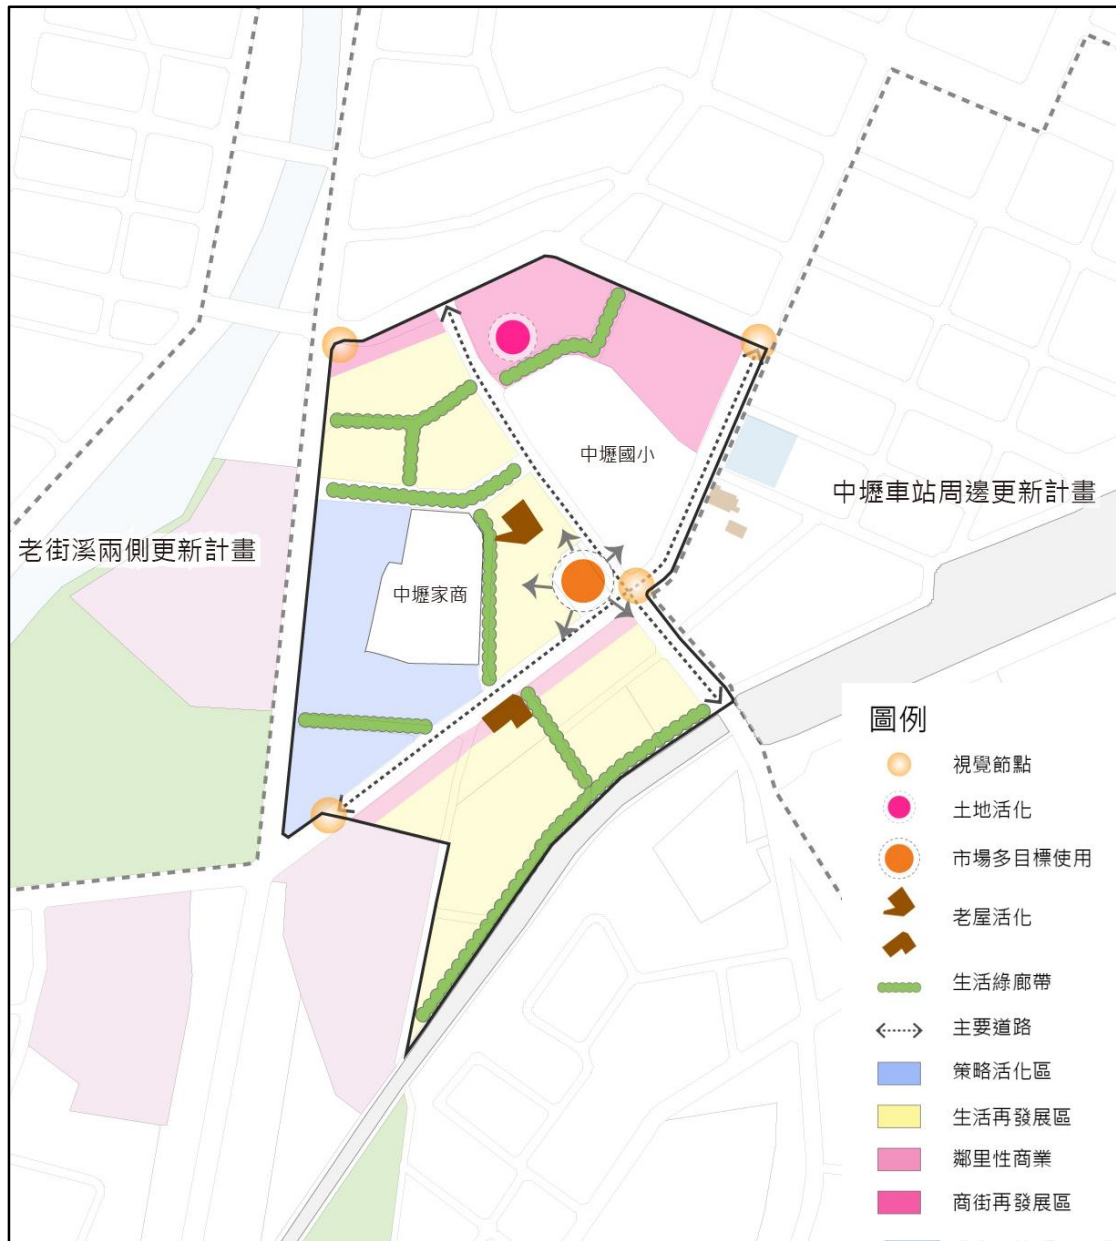 中壢國小
中壢車站周邊更新計畫
老街溪兩側更新計畫
中壢家商
圖例
視覺節點
土地活化
市場多目標使用
老屋活化
生活綠廊帶
主要道路
策略活化區
生活再發展區
鄰里性商業
商街再發展區